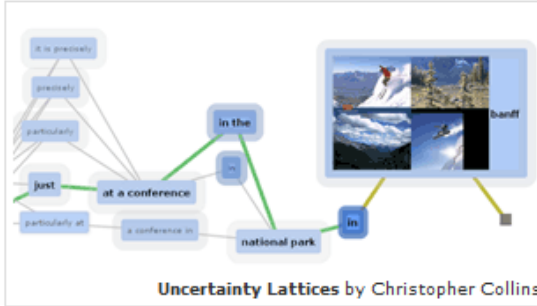 it is precisely
precisely
particularly
just
particularly at
at a conference
a conference in
in the
in
national park
in
banff
Uncertainty Lattices by Christopher Collins